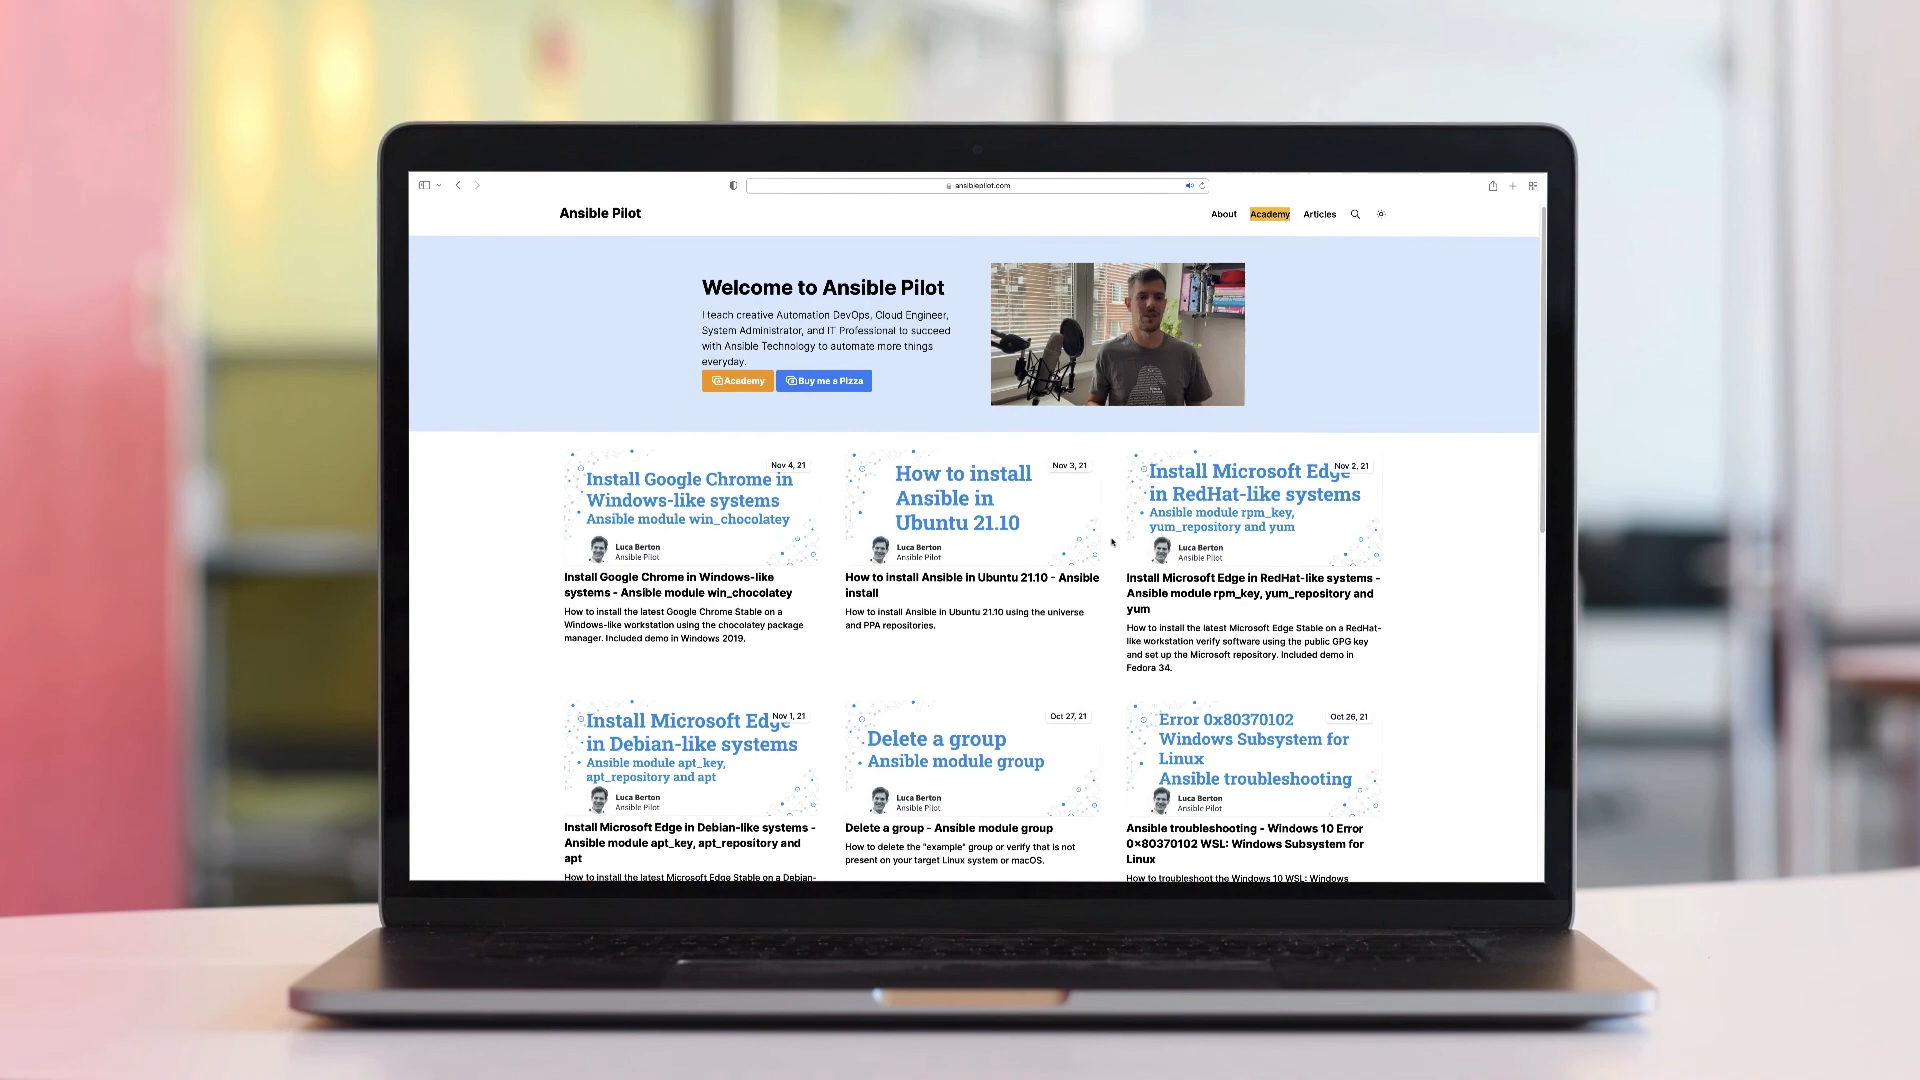 ansiblepilot.com
Ansible Pilot
About Academy Articles
Welcome to Ansible Pilot
I teach creative Automation DevOps, Cloud Engineer,
System Administrator, and IT Professional to succeed
with Ansible Technology to automate more things
everyday.
Academy Buy me a Pizza
Nov 4, 21
Install Google Chrome in
Windows-like systems
Ansible module win_chocolatey
Luca Berton
Ansible Pilot
Install Google Chrome in Windows-like
systems - Ansible module win_chocolatey
How to install the latest Google Chrome Stable on a
Windows-like workstation using the chocolatey package
manager. Included demo in Windows 2019.
Nov 3, 21
How to install
Ansible in
Ubuntu 21.10
Luca Berton
Ansible Pilot
How to install Ansible in Ubuntu 21.10 - Ansible
install
How to install Ansible in Ubuntu 21.10 using the universe
and PPA repositories.
Nov 2, 21
Install Microsoft Edge
in RedHat-like systems
Ansible module rpm_key,
yum_repository and yum
Luca Berton
Ansible Pilot
Install Microsoft Edge in RedHat-like systems -
Ansible module rpm_key, yum_repository and
yum
How to install the latest Microsoft Edge Stable on a RedHat-
like workstation verify software using the public GPG key
and set up the Microsoft repository. Included demo in
Fedora 34.
Nov 1, 21
Install Microsoft Edge
in Debian-like systems
Ansible module apt_key,
apt_repository and apt
Luca Berton
Ansible Pilot
Install Microsoft Edge in Debian-like systems -
Ansible module apt_key, apt_repository and
apt
How to install the latest Microsoft Edge Stable on a Debian-
Oct 27, 21
Delete a group
Ansible module group
Luca Berton
Ansible Pilot
Delete a group - Ansible module group
How to delete the "example" group or verify that is not
present on your target Linux system or macOS.
Oct 26, 21
Error 0x80370102
Windows Subsystem for
Linux
Ansible troubleshooting
Luca Berton
Ansible Pilot
Ansible troubleshooting - Windows 10 Error
0x80370102 WSL: Windows Subsystem for
Linux
How to troubleshoot the Windows 10 WSL: Windows